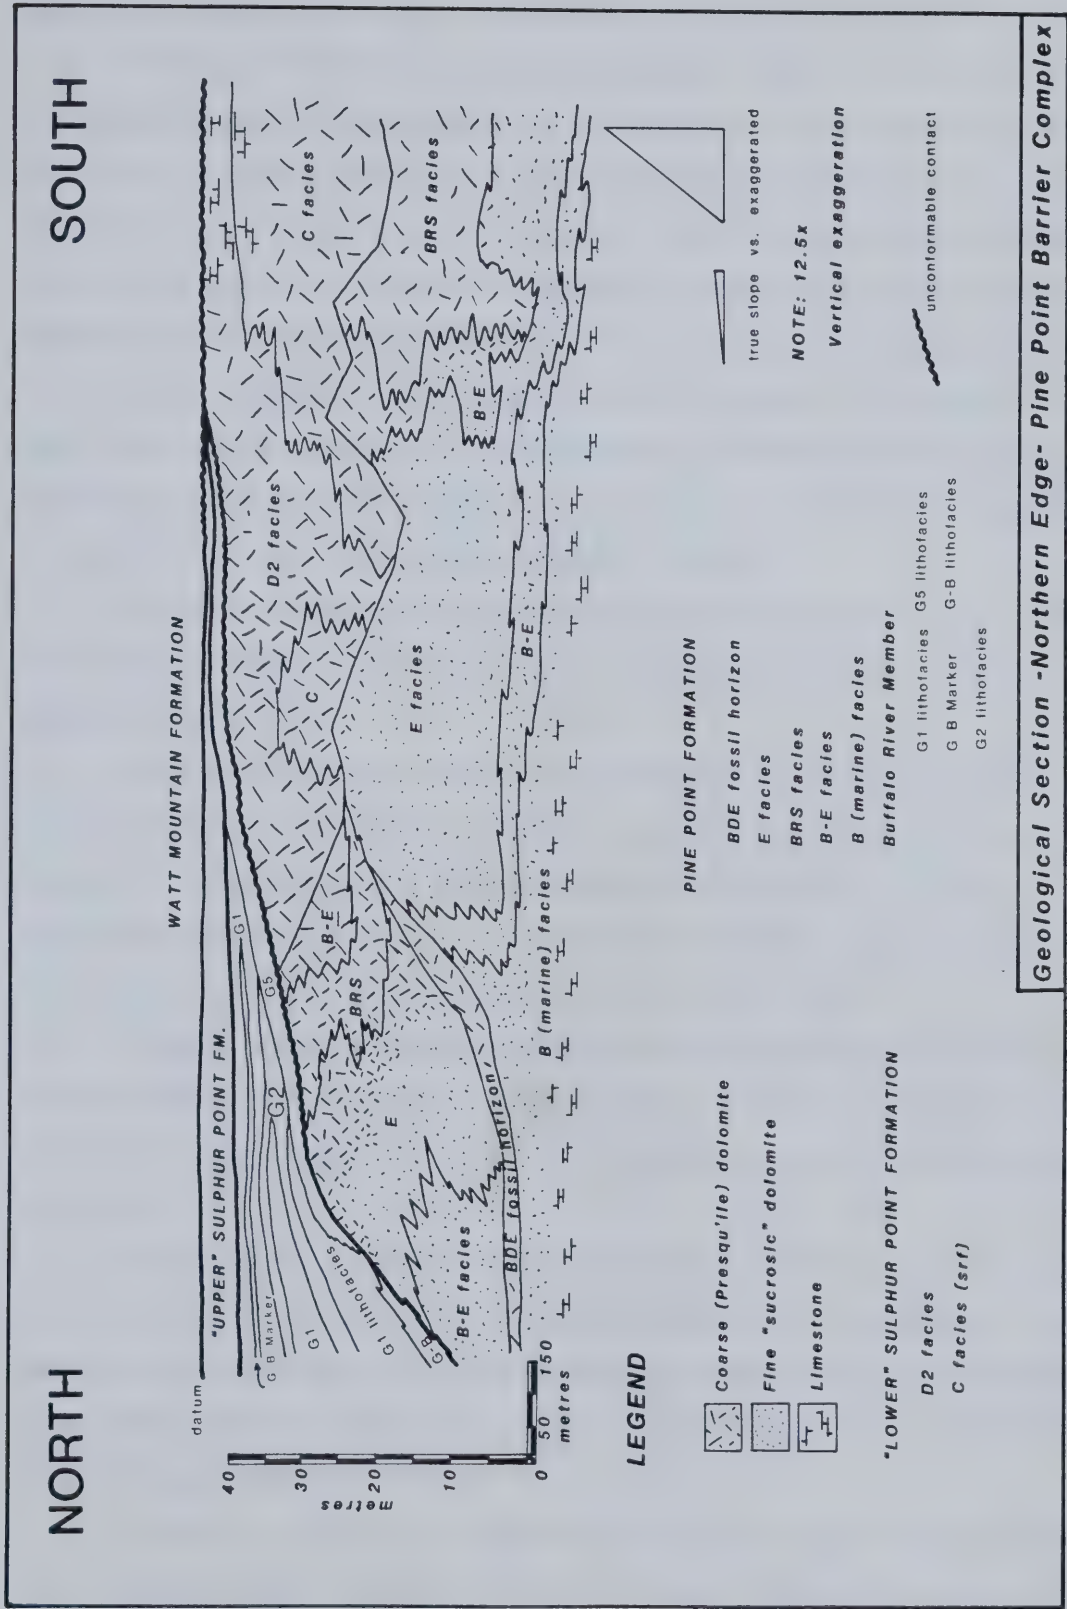 NORTH
SOUTH
WATT MOUNTAIN FORMATION
datum
"UPPER" SULPHUR POINT FM.
G B Marker
G1
G1
G2
G5
G1 lithofacies
G-B
D2 facies
C facies
C
B-E
BRS
BRS facies
B-E
E
E facies
B-E facies
B-E
BDE fossil horizon
B (marine) facies
40
30
20
10
0
metres
50
150
metres
true slope vs. exaggerated
NOTE: 12.5x
Vertical exaggeration
unconformable contact
LEGEND
Coarse (Presqu'ile) dolomite
Fine "sucrosic" dolomite
Limestone
"LOWER" SULPHUR POINT FORMATION
D2 facies
C facies (srf)
PINE POINT FORMATION
BDE fossil horizon
E facies
BRS facies
B-E facies
B (marine) facies
Buffalo River Member
G1 lithofacies G5 lithofacies
G B Marker G-B lithofacies
G2 lithofacies
Geological Section -Northern Edge- Pine Point Barrier Complex